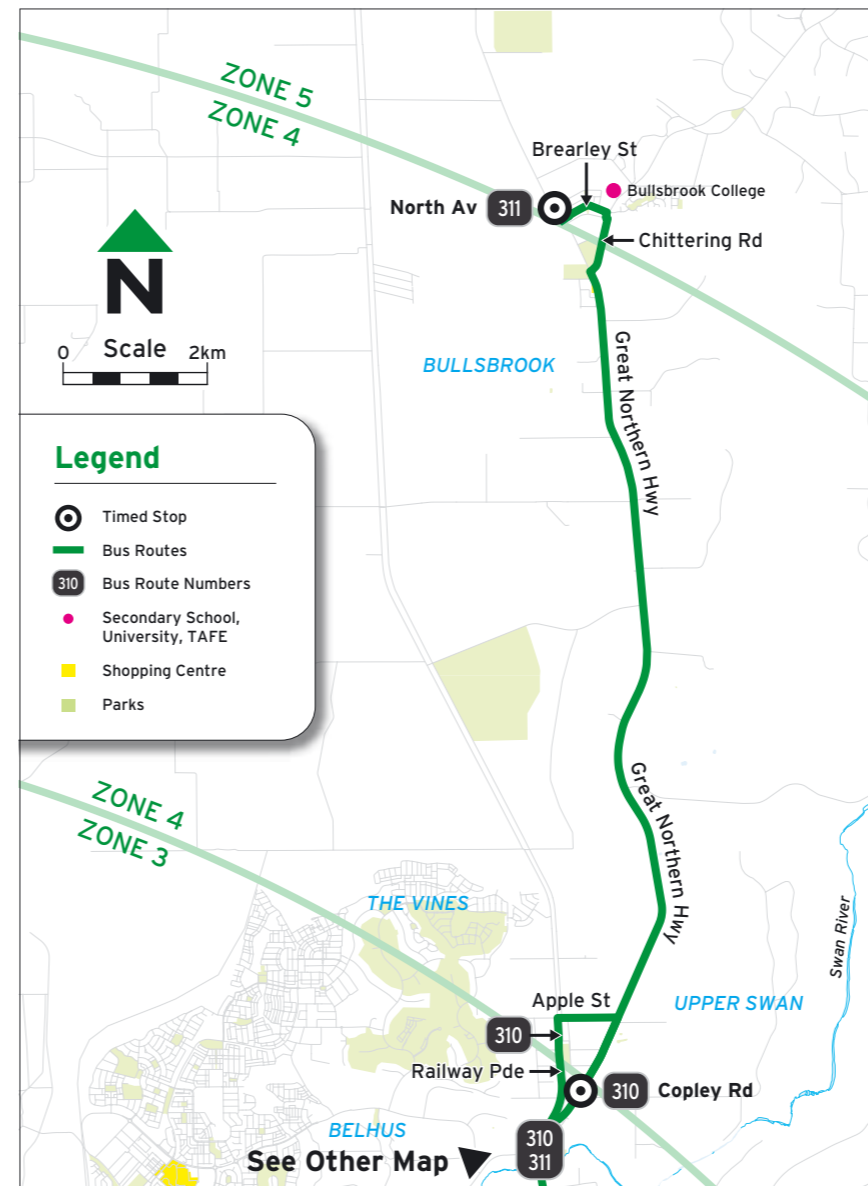 ZONE 5
ZONE 4
Brearley St
Bullsbrook College
North Av
311
Chittering Rd
N
Scale
0
2km
BULLSBROOK
Great Northern Hwy
Legend
Timed Stop
Bus Routes
310
Bus Route Numbers
Secondary School,
University, TAFE
Shopping Centre
Parks
Great Northern Hwy
ZONE 4
ZONE 3
THE VINES
Swan River
Apple St
UPPER SWAN
310
Railway Pde
310
Copley Rd
BELHUS
See Other Map
310
311